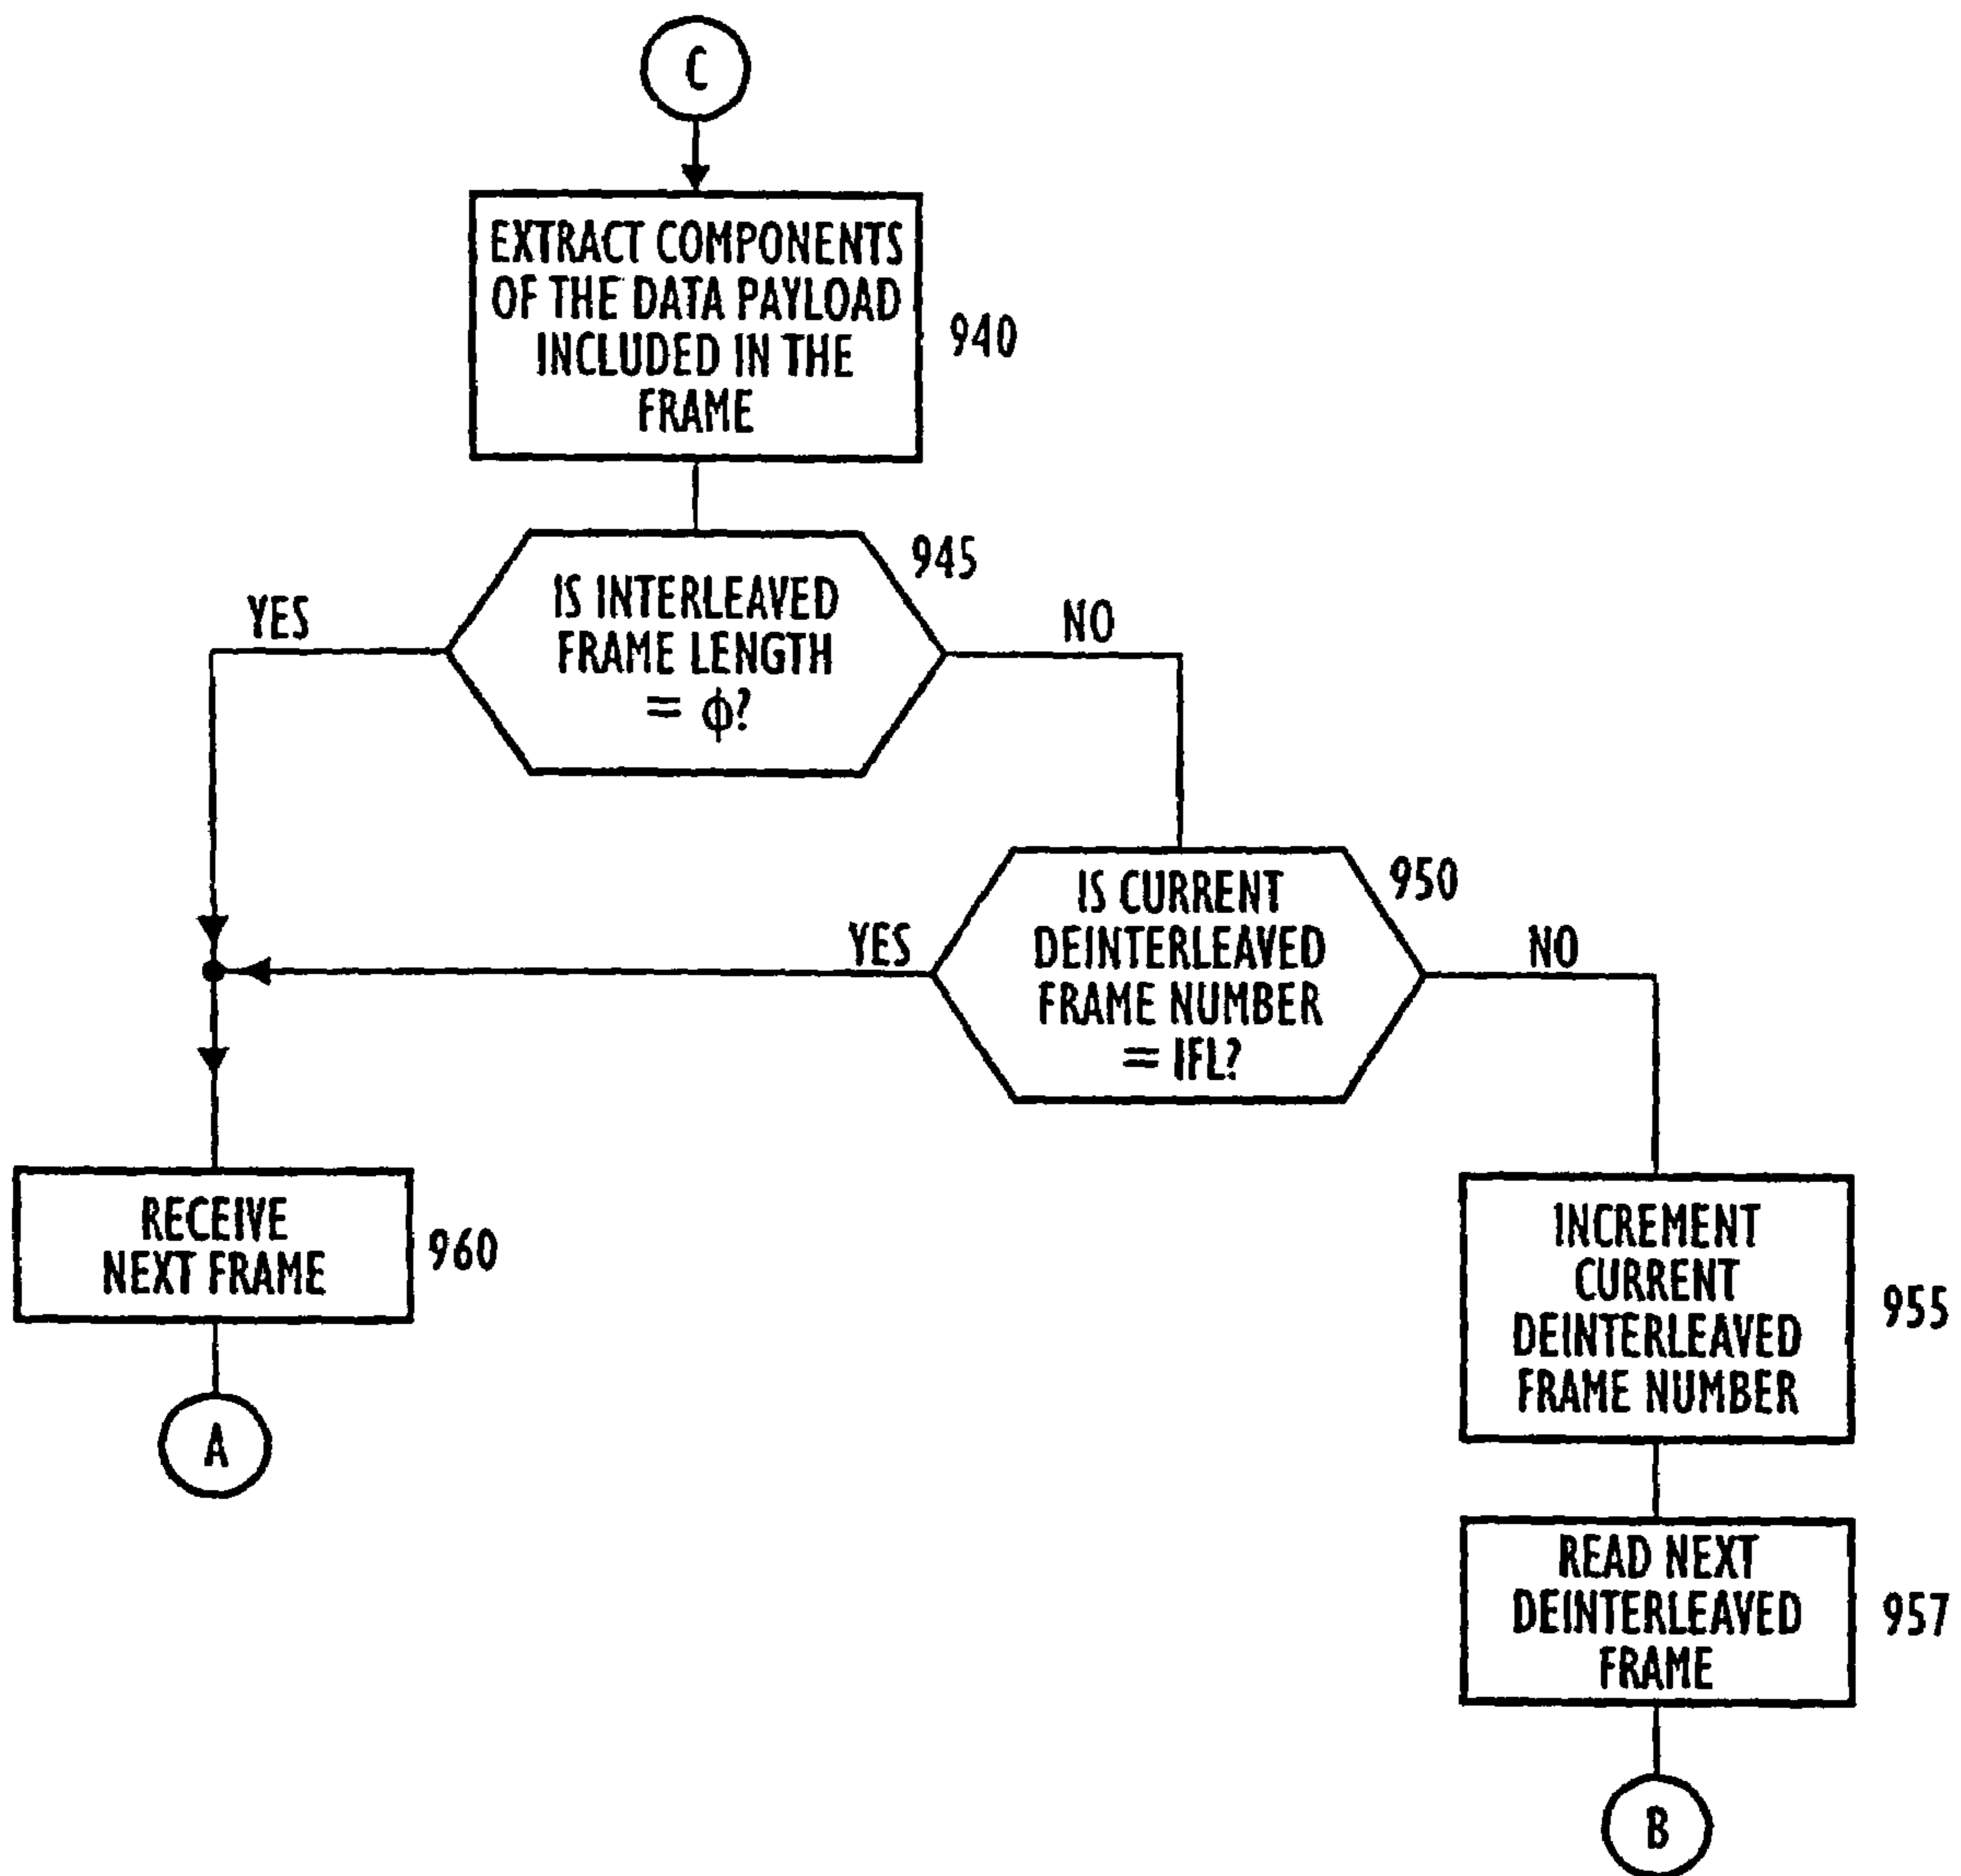 C
EXTRACT COMPONENTS
OF THE DATA PAYLOAD
INCLUDED IN THE
FRAME
940
945
IS INTERLEAVED
FRAME LENGTH
= ϕ?
YES
NO
950
IS CURRENT
DEINTERLEAVED
FRAME NUMBER
= IFL?
YES
NO
RECEIVE
NEXT FRAME
960
A
INCREMENT
CURRENT
DEINTERLEAVED
FRAME NUMBER
955
READ NEXT
DEINTERLEAVED
FRAME
957
B